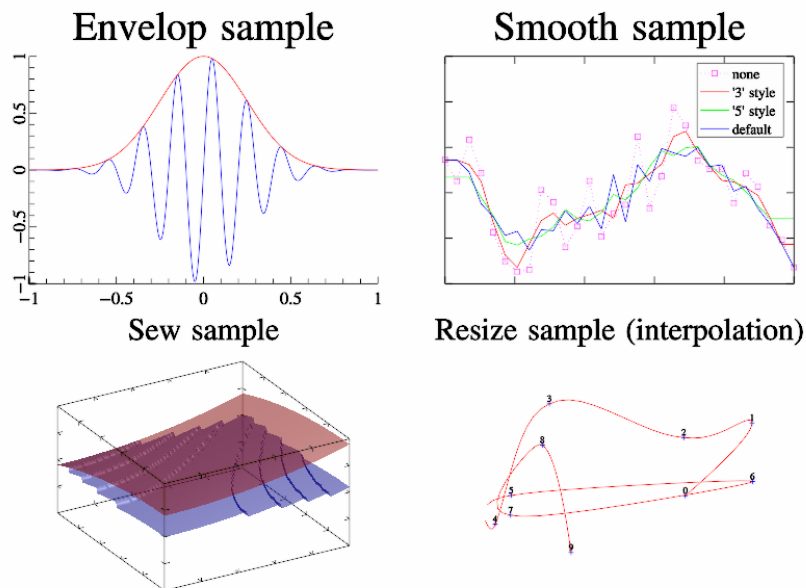 Envelop sample
Smooth sample
1
0.5
0
−0.5
−1
−1
−0.5
0
0.5
1
none
'3' style
'5' style
default
Sew sample
Resize sample (interpolation)
3
1
2
8
6
5
0
4
7
9